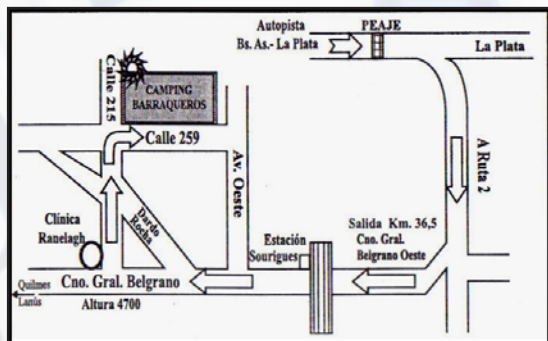 Autopista
Bs. As.- La Plata
PEAJE
La Plata
Calle 215
CAMPING
BARRAQUEROS
Calle 259
Av. Oeste
A Ruta 2
Clínica
Ranelagh
Dardo
Rocha
Estación
Sourigues
Salida Km. 36,5
Cno. Gral.
Belgrano Oeste
Quilmes
Lanús
Cno. Gral. Belgrano
Altura 4700